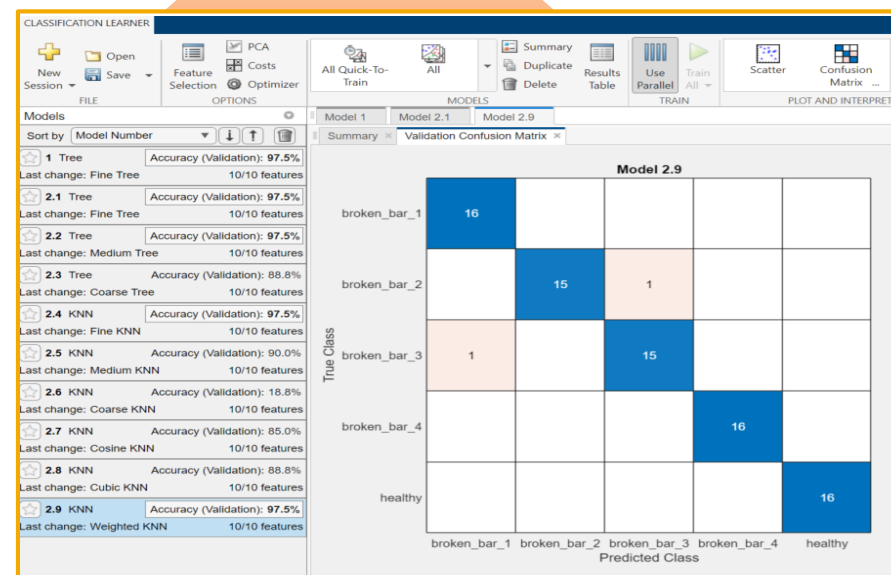 CLASSIFICATION LEARNER
New Session
Open
Save
FILE
Feature Selection
PCA
Costs
Optimizer
OPTIONS
All Quick-To-Train
All
Summary
Duplicate
Delete
MODELS
Results Table
Use Parallel
Train All
TRAIN
Scatter
Confusion Matrix ...
PLOT AND INTERPRET
Models
Sort by Model Number
1 Tree Accuracy (Validation): 97.5%
Last change: Fine Tree 10/10 features
2.1 Tree Accuracy (Validation): 97.5%
Last change: Fine Tree 10/10 features
2.2 Tree Accuracy (Validation): 97.5%
Last change: Medium Tree 10/10 features
2.3 Tree Accuracy (Validation): 88.8%
Last change: Coarse Tree 10/10 features
2.4 KNN Accuracy (Validation): 97.5%
Last change: Fine KNN 10/10 features
2.5 KNN Accuracy (Validation): 90.0%
Last change: Medium KNN 10/10 features
2.6 KNN Accuracy (Validation): 18.8%
Last change: Coarse KNN 10/10 features
2.7 KNN Accuracy (Validation): 85.0%
Last change: Cosine KNN 10/10 features
2.8 KNN Accuracy (Validation): 88.8%
Last change: Cubic KNN 10/10 features
2.9 KNN Accuracy (Validation): 97.5%
Last change: Weighted KNN 10/10 features
Model 1 Model 2.1 Model 2.9
Summary Validation Confusion Matrix
Model 2.9
True Class
broken_bar_1 16
broken_bar_2 15 1
broken_bar_3 1 15
broken_bar_4 16
healthy 16
broken_bar_1 broken_bar_2 broken_bar_3 broken_bar_4 healthy
Predicted Class